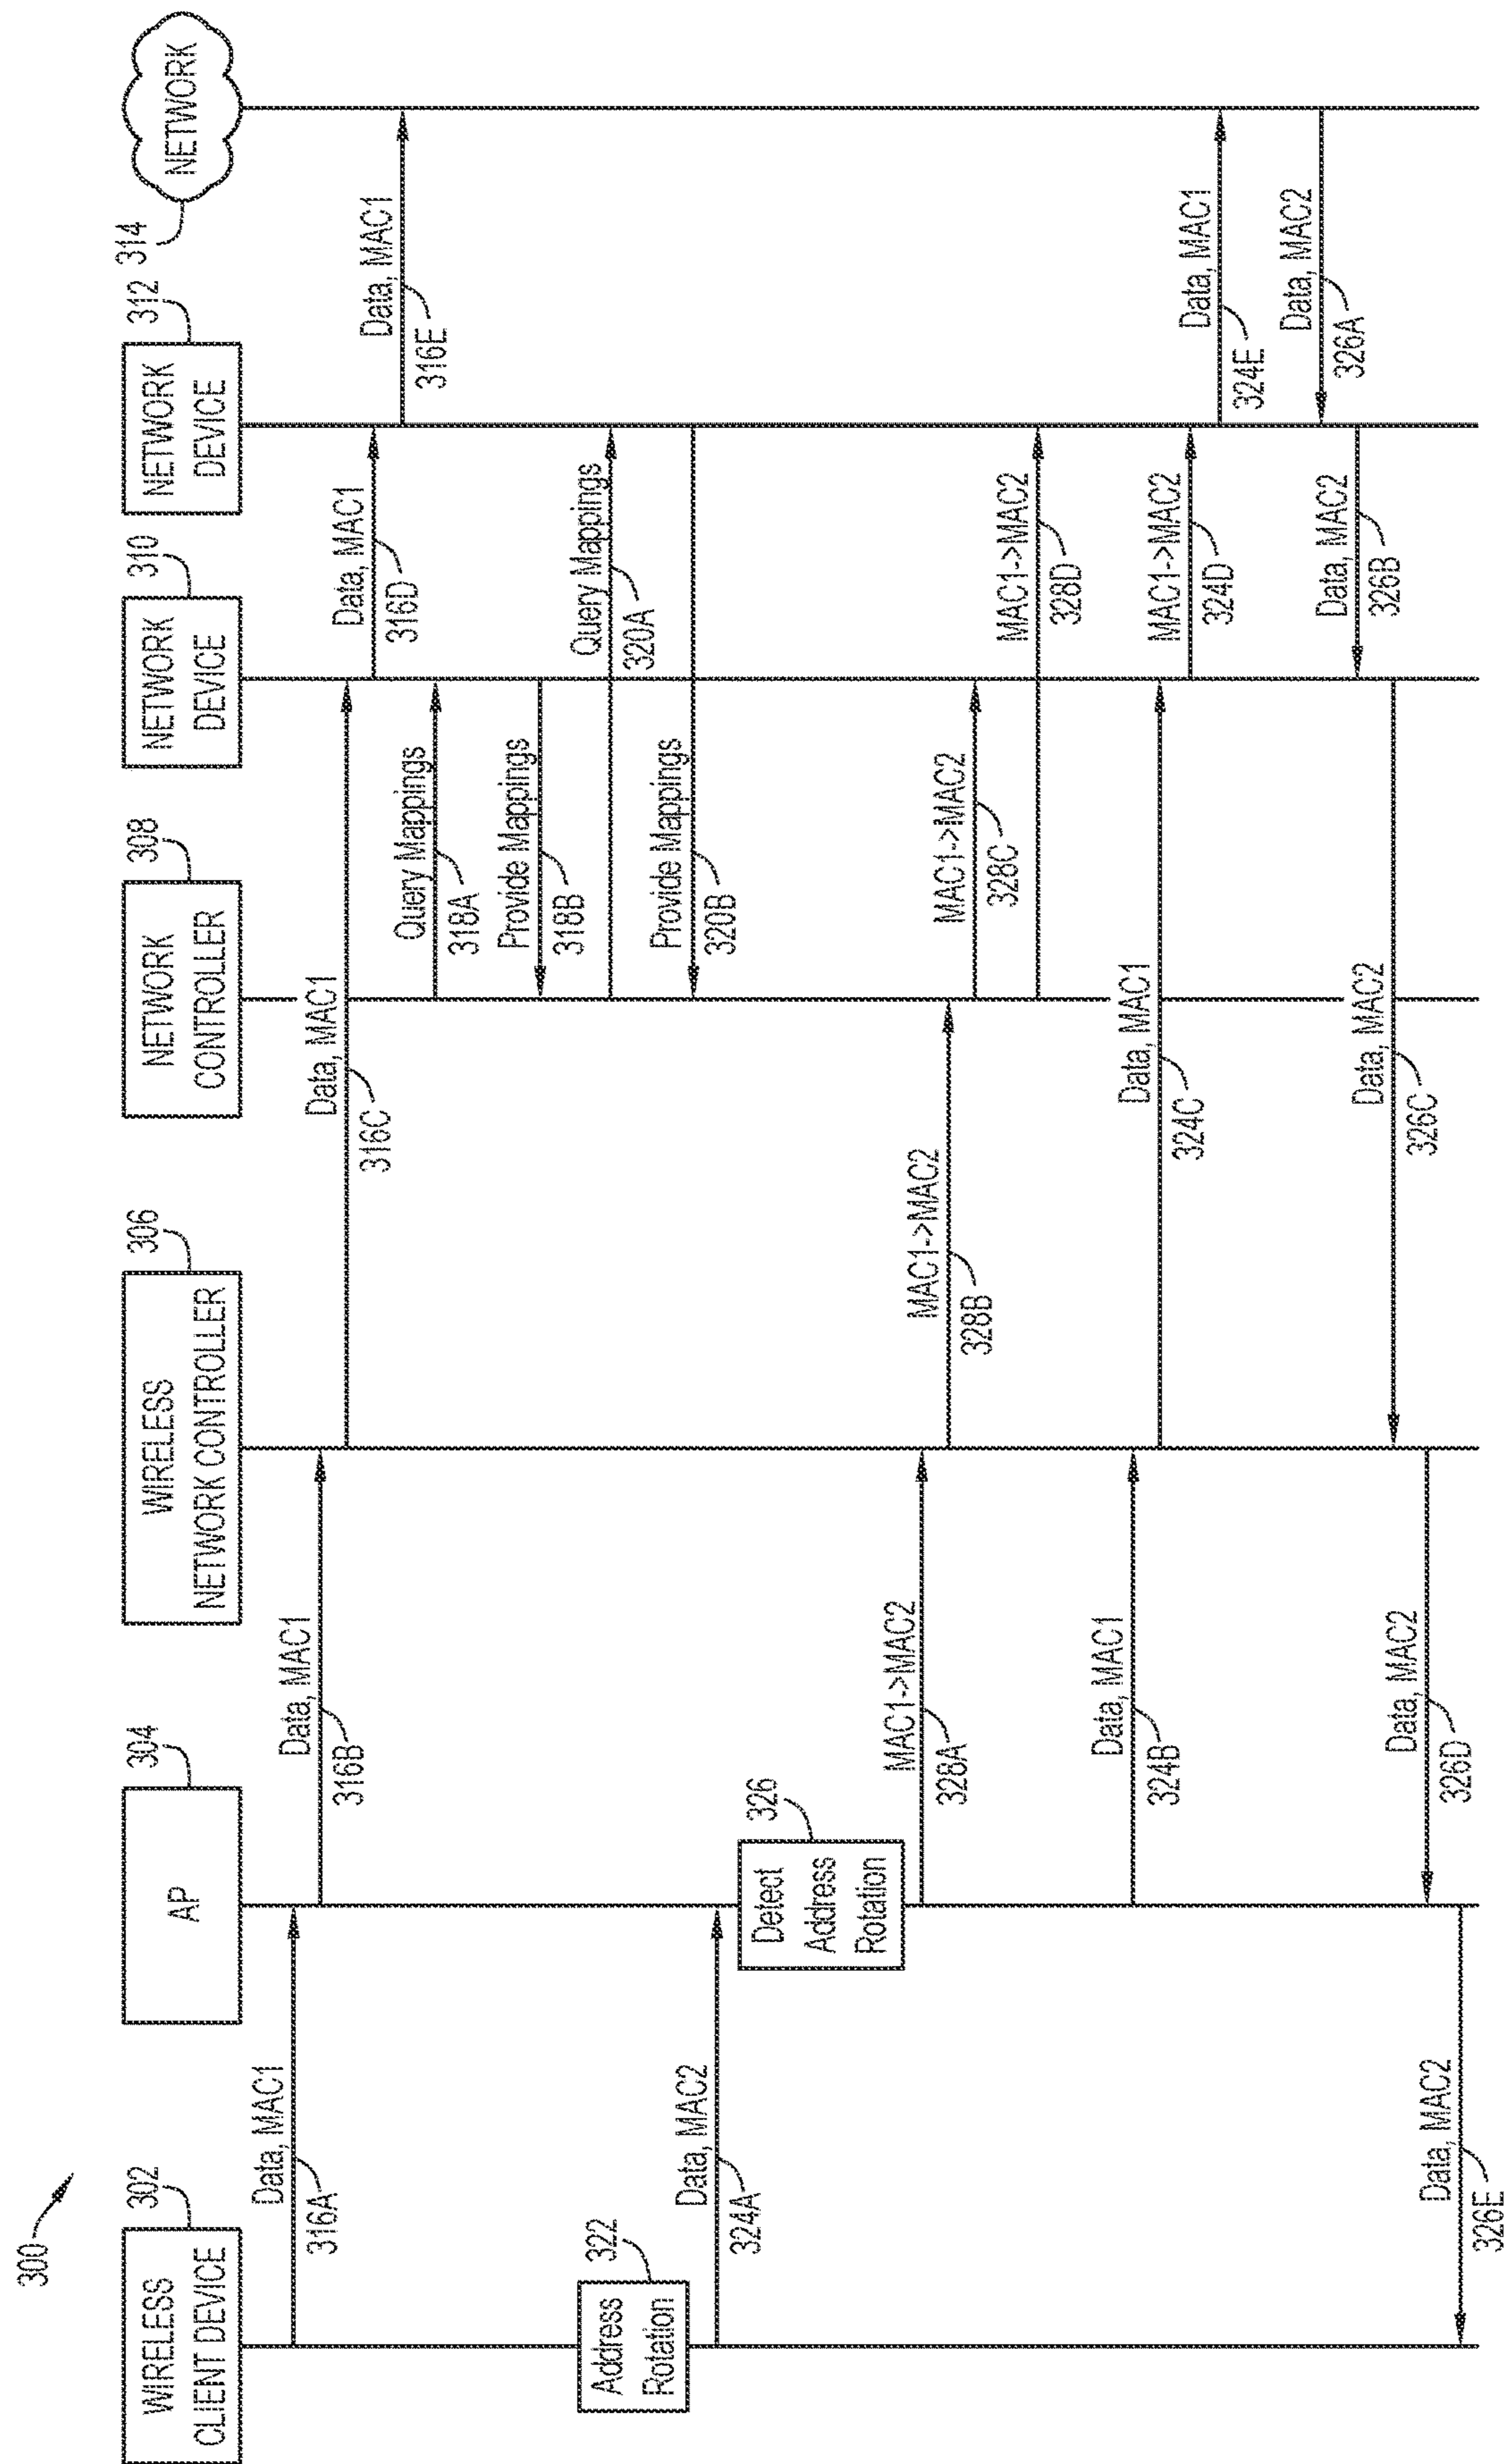 300
WIRELESS
CLIENT DEVICE
302
AP
304
WIRELESS
NETWORK CONTROLLER
306
NETWORK
CONTROLLER
308
NETWORK
DEVICE
310
NETWORK
DEVICE
312
NETWORK
314
Data, MAC1
316A
Data, MAC1
316B
Data, MAC1
316C
Data, MAC1
316D
Data, MAC1
316E
Query Mappings
318A
Provide Mappings
318B
Address
Rotation
322
Query Mappings
320A
Provide Mappings
320B
Data, MAC2
324A
Detect
Address
Rotation
326
MAC1->MAC2
328A
MAC1->MAC2
328B
MAC1->MAC2
328C
MAC1->MAC2
328D
Data, MAC1
324B
Data, MAC1
324C
MAC1->MAC2
324D
Data, MAC1
324E
Data, MAC2
326A
Data, MAC2
326B
Data, MAC2
326C
Data, MAC2
326D
Data, MAC2
326E